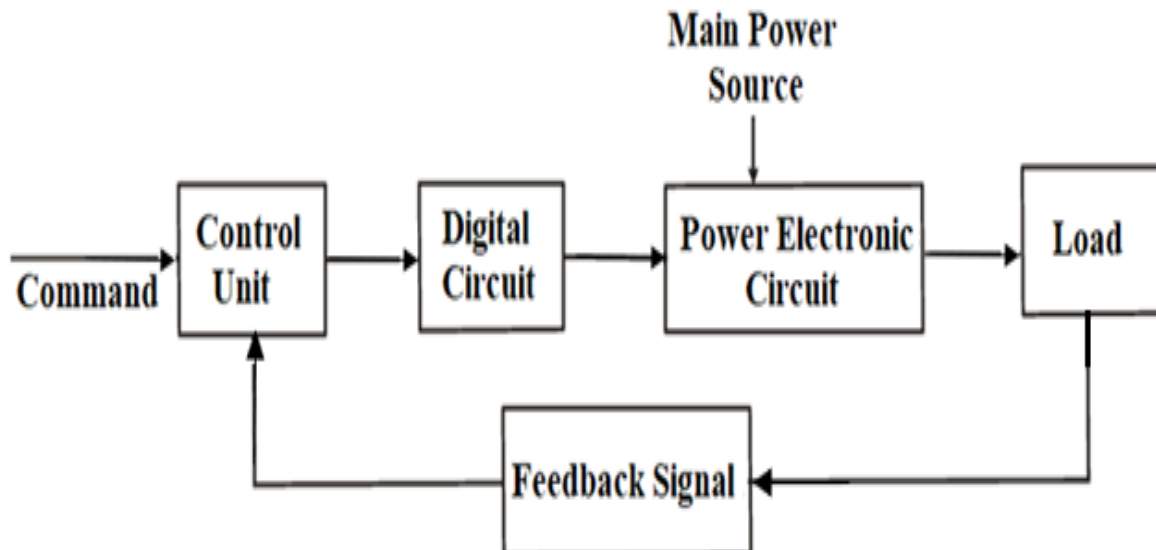 Main Power
Source
Control
Unit
Digital
Circuit
Power Electronic
Circuit
Load
Command
Feedback Signal